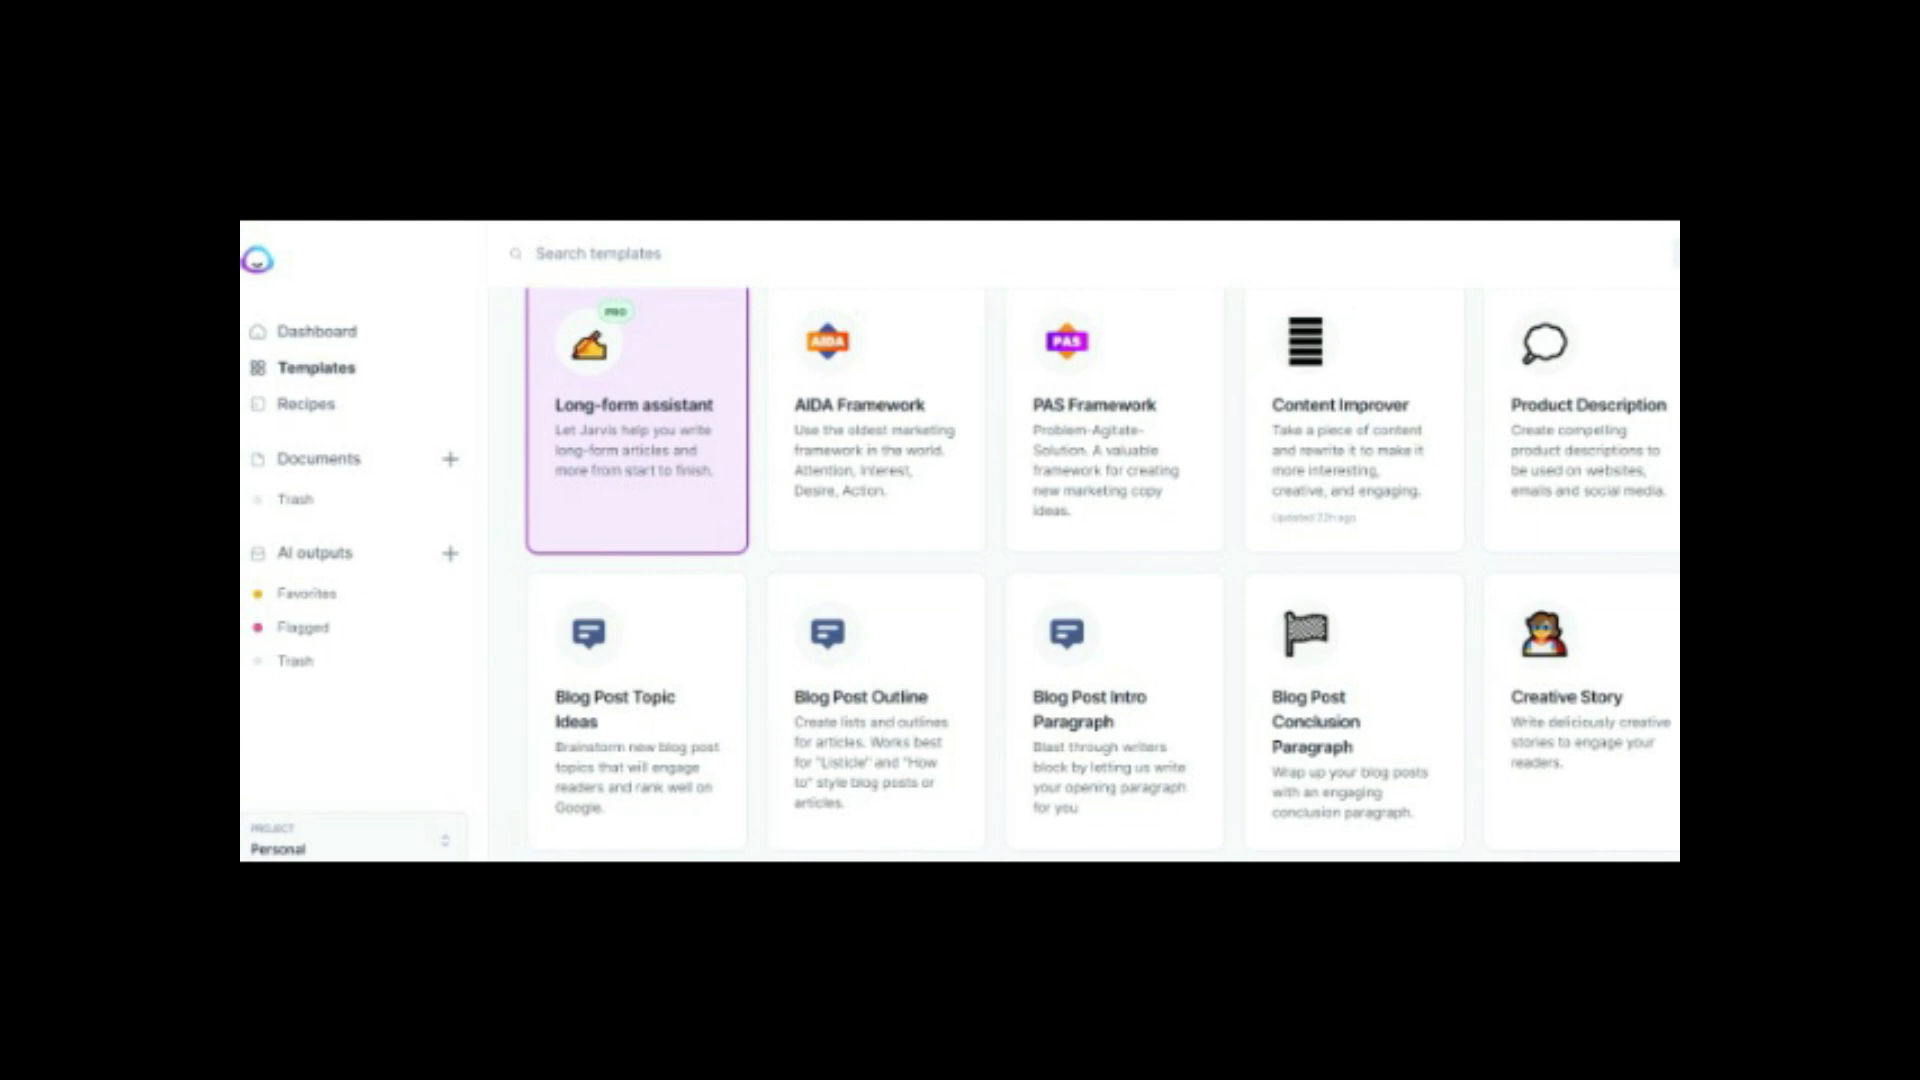 Search templates
Dashboard
Templates
Recipes
Documents
Trash
AI outputs
Favorites
Flagged
Trash
PROJECT
Personal
PRO
Long-form assistant
Let Jarvis help you write
long-form articles and
more from start to finish.
AIDA
AIDA Framework
Use the oldest marketing
framework in the world.
Attention, Interest,
Desire, Action.
PAS
PAS Framework
Problem-Agitate-
Solution. A valuable
framework for creating
new marketing copy
ideas.
Content Improver
Take a piece of content
and rewrite it to make it
more interesting,
creative, and engaging.
Updated 22h ago
Product Description
Create compelling
product descriptions to
be used on websites,
emails and social media.
Blog Post Topic
Ideas
Brainstorm new blog post
topics that will engage
readers and rank well on
Google.
Blog Post Outline
Create lists and outlines
for articles. Works best
for "Listicle" and "How
to" style blog posts or
articles.
Blog Post Intro
Paragraph
Blast through writers
block by letting us write
your opening paragraph
for you
Blog Post
Conclusion
Paragraph
Wrap up your blog posts
with an engaging
conclusion paragraph.
Creative Story
Write deliciously creative
stories to engage your
readers.